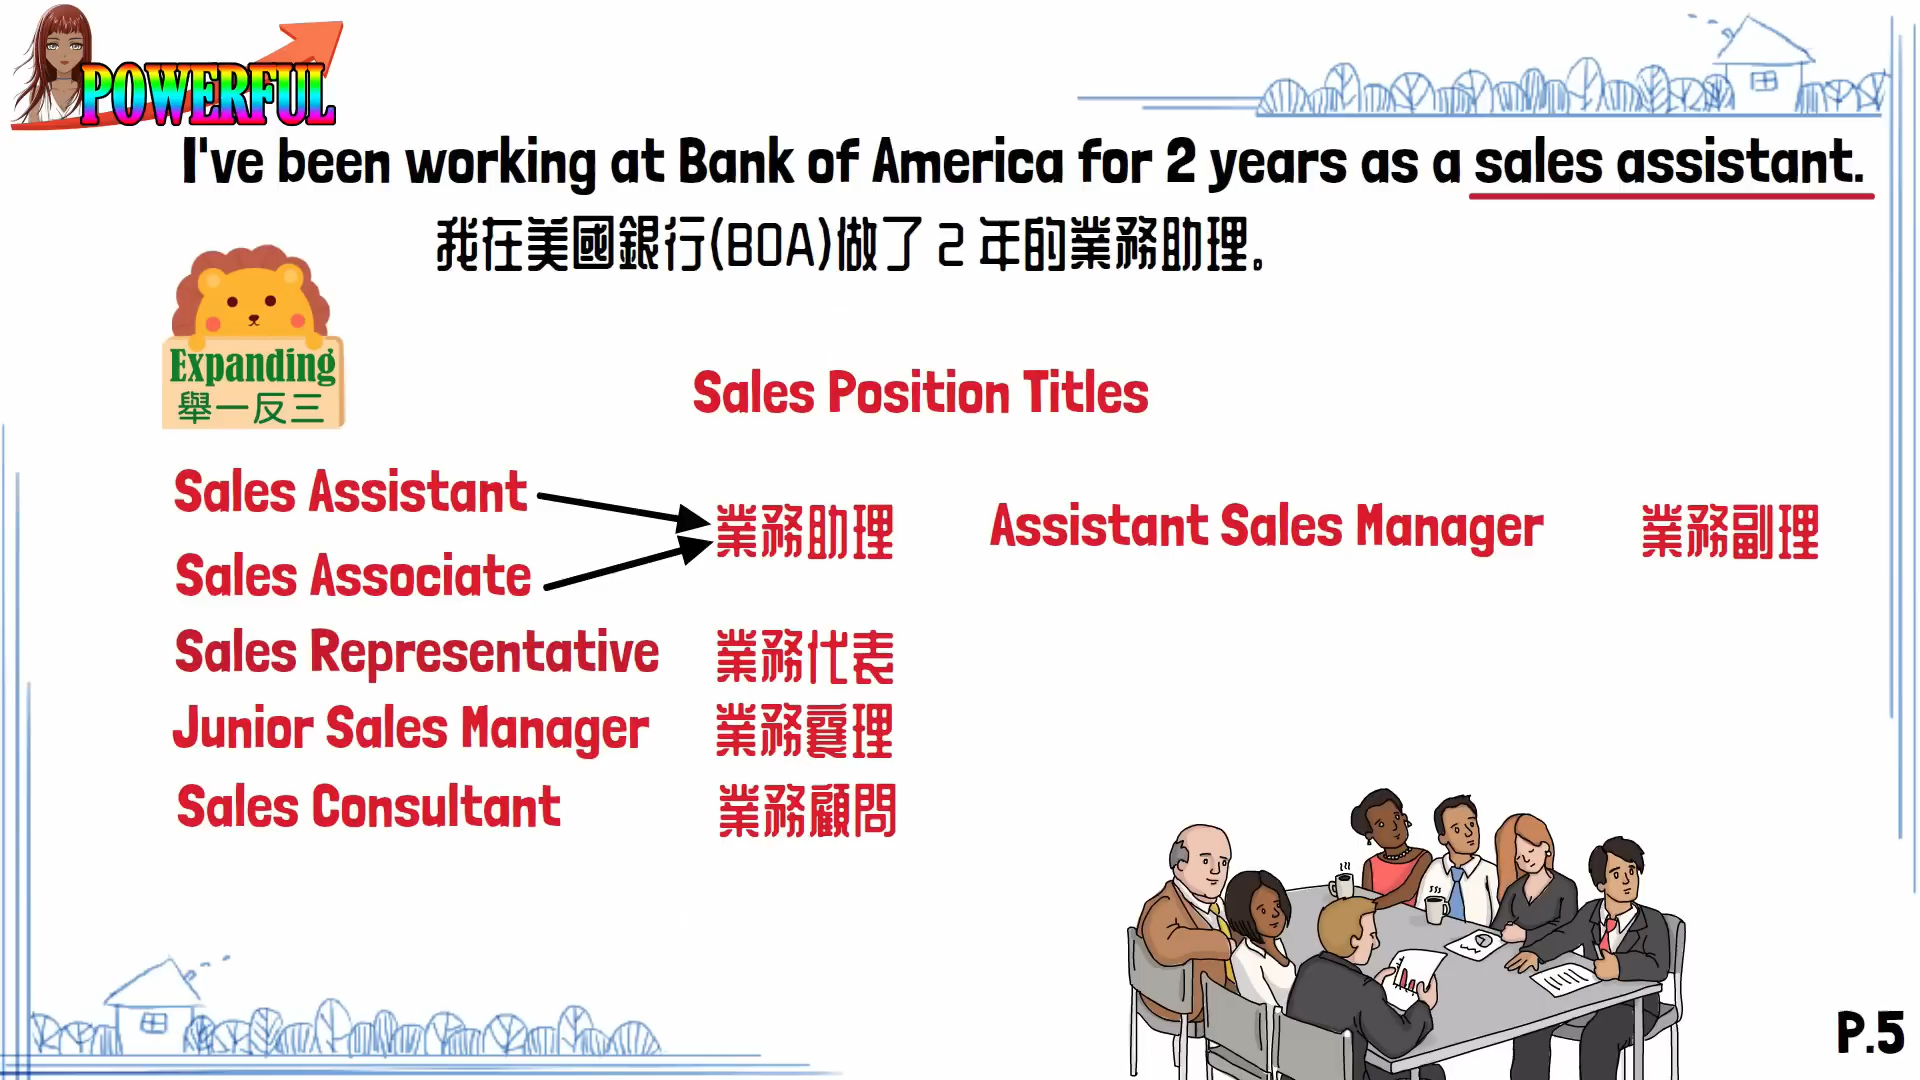 POWERFUL
I've been working at Bank of America for 2 years as a sales assistant.
我在美國銀行(BOA)做了 2 年的業務助理。
Expanding
舉一反三
Sales Position Titles
Sales Assistant
業務助理
Sales Associate
Sales Representative 業務代表
Junior Sales Manager 業務襄理
Sales Consultant 業務顧問
Assistant Sales Manager 業務副理
P.5